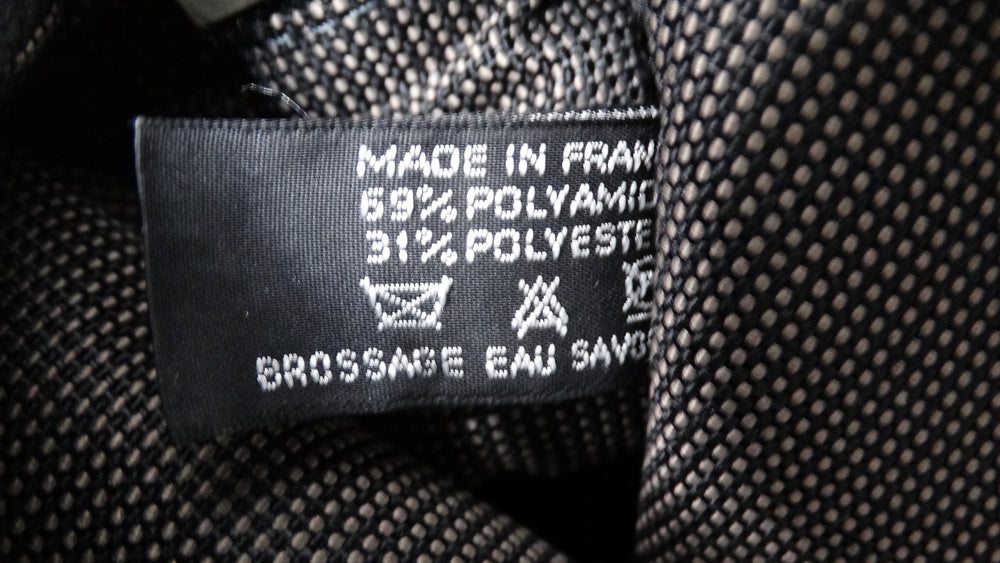 MADE IN FRAN
69% POLYAMID
31% POLYESTE
BROSSAGE EAU SAVO